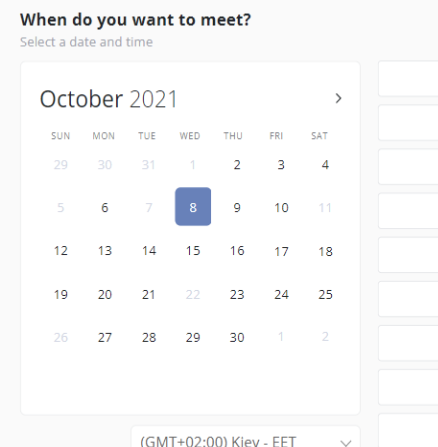 When do you want to meet?
Select a date and time
October 2021
SUN MON TUE WED THU FRI SAT
29 30 31 1 2 3 4
5 6 7 8 9 10 11
12 13 14 15 16 17 18
19 20 21 22 23 24 25
26 27 28 29 30 1 2
(GMT+02:00) Kiev - EET